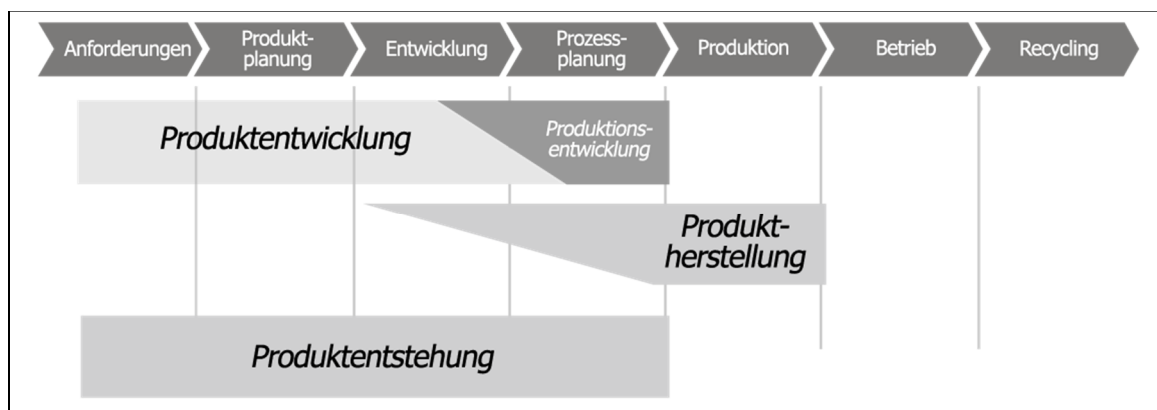 Anforderungen
Produkt-
planung
Entwicklung
Prozess-
planung
Produktion
Betrieb
Recycling
Produktentwicklung
Produktions-
entwicklung
Produkt-
herstellung
Produktentstehung